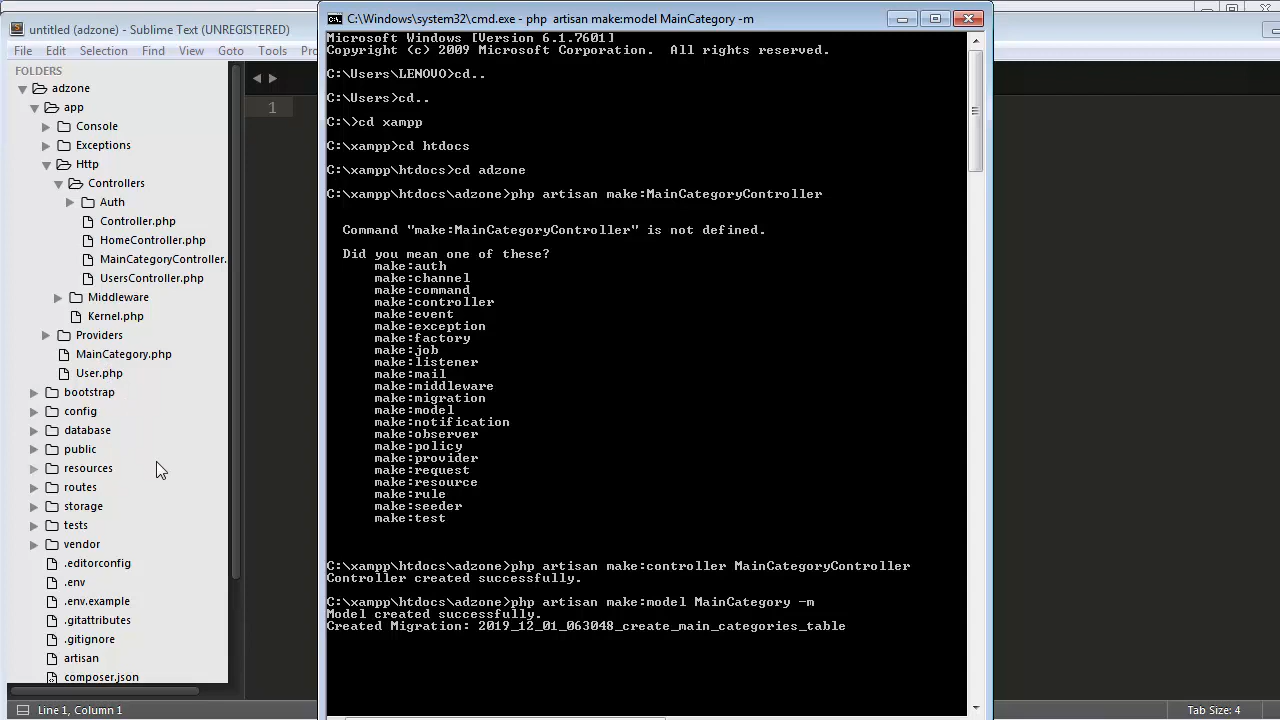 untitled (adzone) - Sublime Text (UNREGISTERED)
File Edit Selection Find View Goto Tools Pro
FOLDERS
adzone
app
Console
Exceptions
Http
Controllers
Auth
Controller.php
HomeController.php
MainCategoryController.
UsersController.php
Middleware
Kernel.php
Providers
MainCategory.php
User.php
bootstrap
config
database
public
resources
routes
storage
tests
vendor
.editorconfig
.env
.env.example
.gitattributes
.gitignore
artisan
composer.json
1
Line 1, Column 1
Tab Size: 4
C:\Windows\system32\cmd.exe - php artisan make:model MainCategory -m
Microsoft Windows [Version 6.1.7601]
Copyright (c) 2009 Microsoft Corporation. All rights reserved.
C:\Users\LENOVO>cd..
C:\Users>cd..
C:\>cd xampp
C:\xampp>cd htdocs
C:\xampp\htdocs>cd adzone
C:\xampp\htdocs\adzone>php artisan make:MainCategoryController
Command "make:MainCategoryController" is not defined.
Did you mean one of these?
make:auth
make:channel
make:command
make:controller
make:event
make:exception
make:factory
make:job
make:listener
make:mail
make:middleware
make:migration
make:model
make:notification
make:observer
make:policy
make:provider
make:request
make:resource
make:rule
make:seeder
make:test
C:\xampp\htdocs\adzone>php artisan make:controller MainCategoryController
Controller created successfully.
C:\xampp\htdocs\adzone>php artisan make:model MainCategory -m
Model created successfully.
Created Migration: 2019_12_01_063048_create_main_categories_table